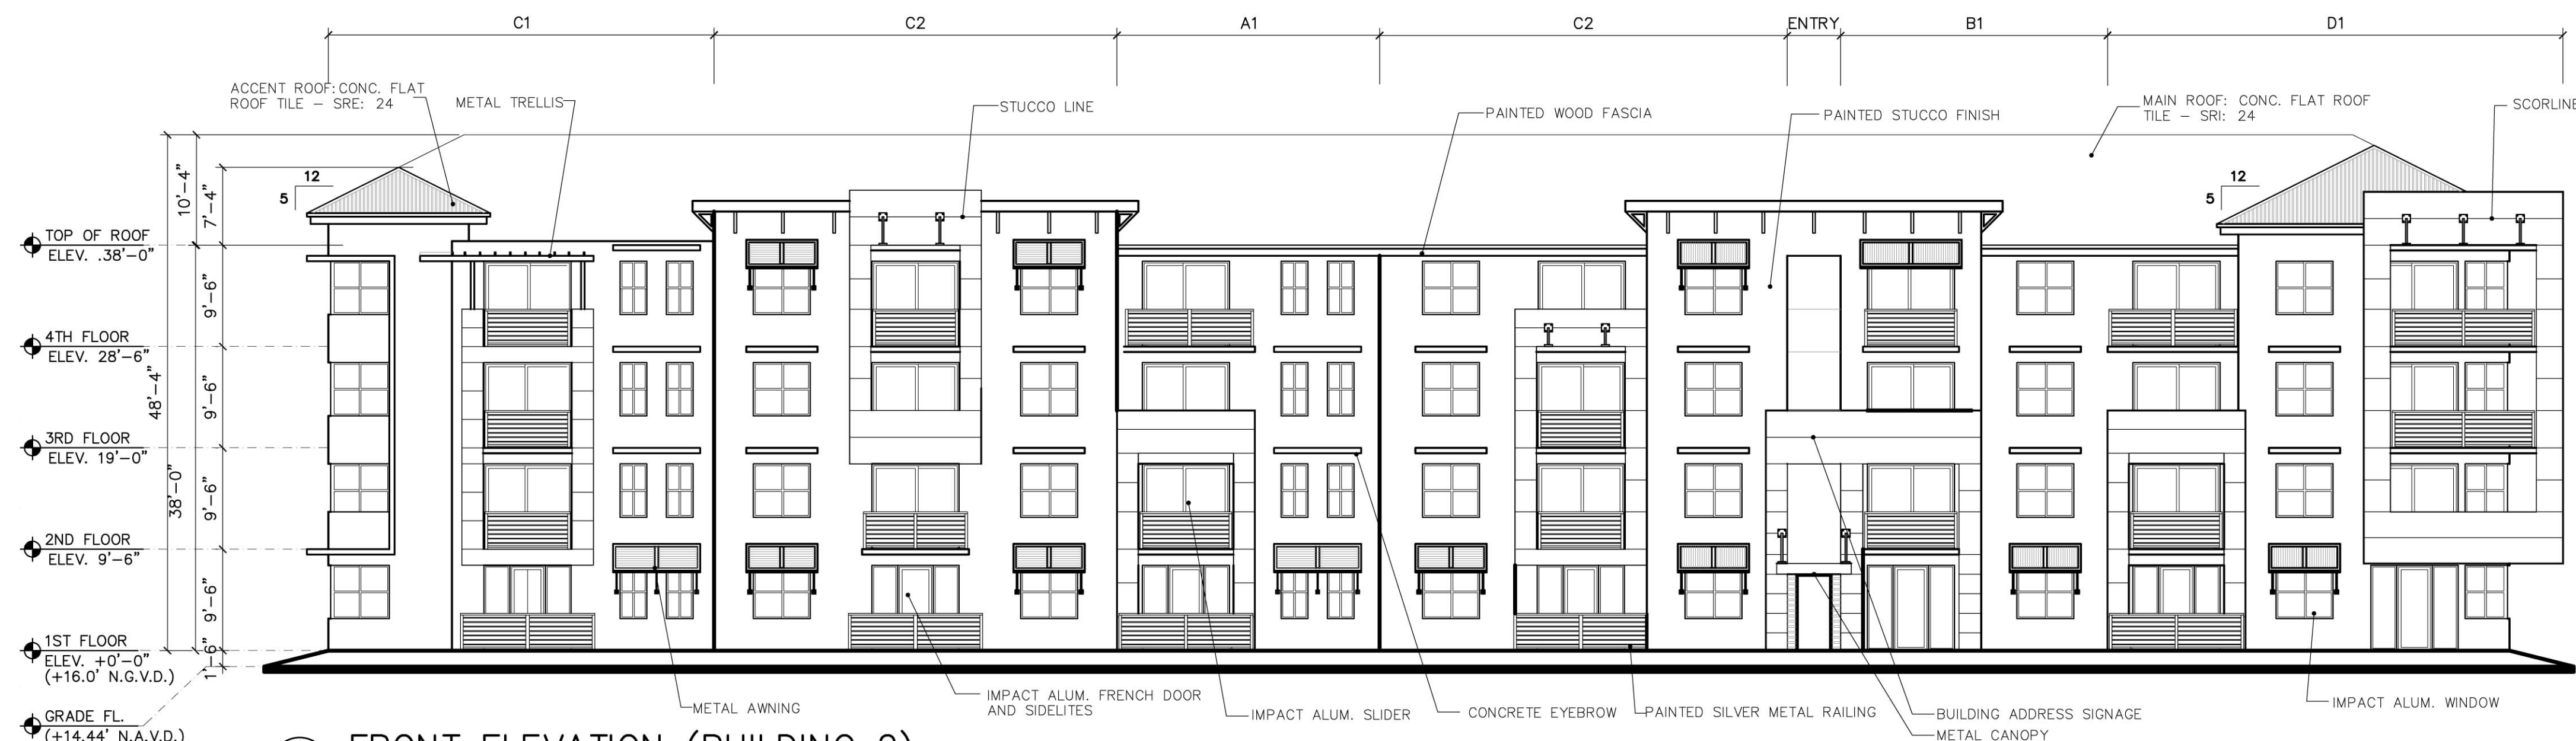 C1
C2
A1
C2
ENTRY
B1
D1
ACCENT ROOF: CONC. FLAT
ROOF TILE – SRE: 24
METAL TRELLIS
STUCCO LINE
PAINTED WOOD FASCIA
PAINTED STUCCO FINISH
MAIN ROOF: CONC. FLAT ROOF
TILE – SRI: 24
SCORLINE
12
5
12
5
10'–4"
7'–4"
TOP OF ROOF
ELEV. .38'–0"
9'–6"
4TH FLOOR
ELEV. 28'–6"
48'–4"
9'–6"
3RD FLOOR
ELEV. 19'–0"
38'–0"
9'–6"
2ND FLOOR
ELEV. 9'–6"
9'–6"
1ST FLOOR
ELEV. +0'–0"
(+16.0' N.G.V.D.)
1'–6"
GRADE FL.
(+14.44' N.A.V.D.)
METAL AWNING
IMPACT ALUM. FRENCH DOOR
AND SIDELITES
IMPACT ALUM. SLIDER
CONCRETE EYEBROW
PAINTED SILVER METAL RAILING
BUILDING ADDRESS SIGNAGE
METAL CANOPY
IMPACT ALUM. WINDOW
FRONT ELEVATION (BUILDING